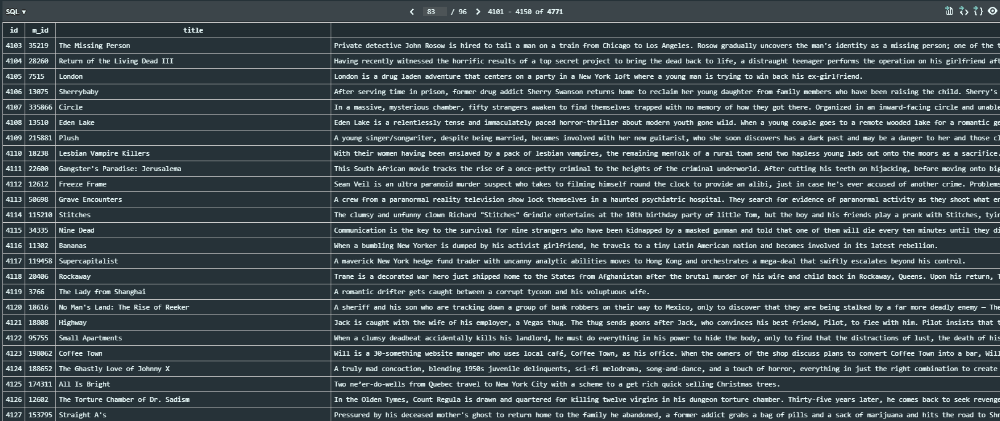 SQL ▼ 83 / 96 4101 - 4150 of 4771
id m_id title
4103 35219 The Missing Person Private detective John Rosow is hired to tail a man on a train from Chicago to Los Angeles. Rosow gradually uncovers the man's identity as a missing person; one of the t
4104 28260 Return of the Living Dead III Having recently witnessed the horrific results of a top secret project to bring the dead back to life, a distraught teenager performs the operation on his girlfriend aft
4105 7515 London London is a drug laden adventure that centers on a party in a New York loft where a young man is trying to win back his ex-girlfriend.
4106 13075 Sherrybaby After serving time in prison, former drug addict Sherry Swanson returns home to reclaim her young daughter from family members who have been raising the child. Sherry's
4107 335866 Circle In a massive, mysterious chamber, fifty strangers awaken to find themselves trapped with no memory of how they got there. Organized in an inward-facing circle and unable
4108 13510 Eden Lake Eden Lake is a relentlessly tense and immaculately paced horror-thriller about modern youth gone wild. When a young couple goes to a remote wooded lake for a romantic ge
4109 215881 Plush A young singer/songwriter, despite being married, becomes involved with her new guitarist, who she soon discovers has a dark past and may be a danger to her and those cl
4110 18238 Lesbian Vampire Killers With their women having been enslaved by a pack of lesbian vampires, the remaining menfolk of a rural town send two hapless young lads out onto the moors as a sacrifice.
4111 22600 Gangster's Paradise: Jerusalema This South African movie tracks the rise of a once-petty criminal to the heights of the criminal underworld. After cutting his teeth on hijacking, before moving onto big
4112 12612 Freeze Frame Sean Veil is an ultra paranoid murder suspect who takes to filming himself round the clock to provide an alibi, just in case he's ever accused of another crime. Problems
4113 50698 Grave Encounters A crew from a paranormal reality television show lock themselves in a haunted psychiatric hospital. They search for evidence of paranormal activity as they shoot what en
4114 115210 Stitches The clumsy and unfunny clown Richard "Stitches" Grindle entertains at the 10th birthday party of little Tom, but the boy and his friends play a prank with Stitches, tyin
4115 34335 Nine Dead Communication is the key to the survival for nine strangers who have been kidnapped by a masked gunman and told that one of them will die every ten minutes until they di
4116 11302 Bananas When a bumbling New Yorker is dumped by his activist girlfriend, he travels to a tiny Latin American nation and becomes involved in its latest rebellion.
4117 119458 Supercapitalist A maverick New York hedge fund trader with uncanny analytic abilities moves to Hong Kong and orchestrates a mega-deal that swiftly escalates beyond his control.
4118 20406 Rockaway Trane is a decorated war hero just shipped home to the States from Afghanistan after the brutal murder of his wife and child back in Rockaway, Queens. Upon his return, T
4119 3766 The Lady from Shanghai A romantic drifter gets caught between a corrupt tycoon and his voluptuous wife.
4120 18616 No Man's Land: The Rise of Reeker A sheriff and his son who are tracking down a group of bank robbers on their way to Mexico, only to discover that they are being stalked by a far more deadly enemy – The
4121 18808 Highway Jack is caught with the wife of his employer, a Vegas thug. The thug sends goons after Jack, who convinces his best friend, Pilot, to flee with him. Pilot insists that t
4122 95755 Small Apartments When a clumsy deadbeat accidentally kills his landlord, he must do everything in his power to hide the body, only to find that the distractions of lust, the death of his
4123 198062 Coffee Town Will is a 30-something website manager who uses local café, Coffee Town, as his office. When the owners of the shop discuss plans to convert Coffee Town into a bar, Will
4124 188652 The Ghastly Love of Johnny X A truly mad concoction, blending 1950s juvenile delinquents, sci-fi melodrama, song-and-dance, and a touch of horror, everything in just the right combination to create
4125 174311 All Is Bright Two ne’er-do-wells from Quebec travel to New York City with a scheme to a get rich quick selling Christmas trees.
4126 12602 The Torture Chamber of Dr. Sadism In the Olden Tymes, Count Regula is drawn and quartered for killing twelve virgins in his dungeon torture chamber. Thirty-five years later, he comes back to seek revenge
4127 153795 Straight A's Pressured by his deceased mother's ghost to return home to the family he abandoned, a former addict grabs a bag of pills and a sack of marijuana and hits the road to Shr